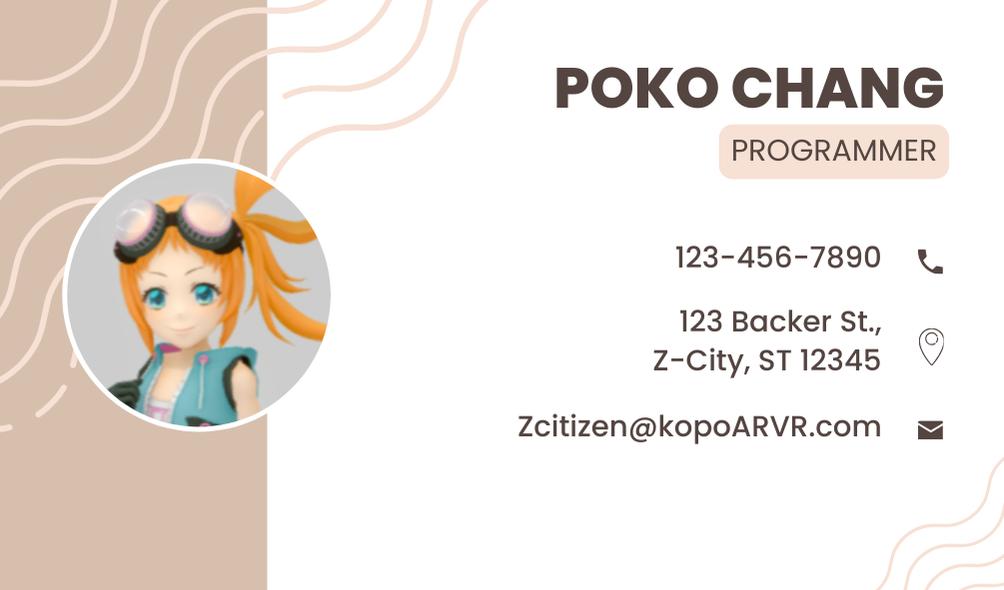 POKO CHANG
PROGRAMMER
123-456-7890
123 Backer St.,
Z-City, ST 12345
Zcitizen@kopoARVR.com